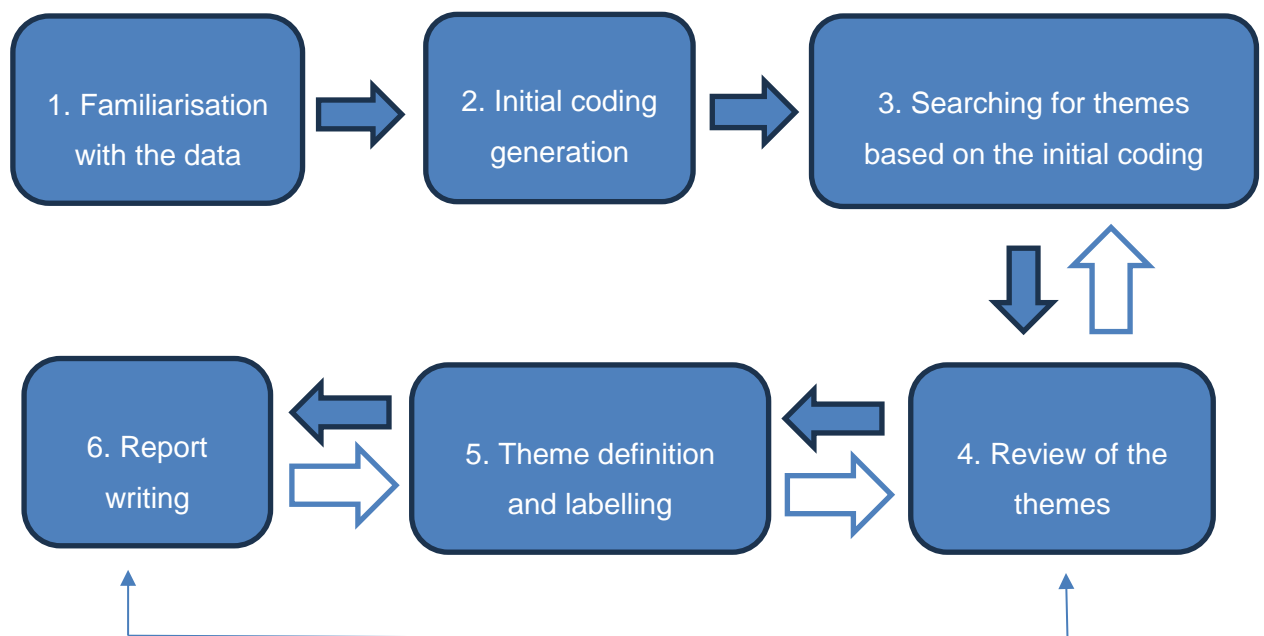 1. Familiarisation
with the data
2. Initial coding
generation
3. Searching for themes
based on the initial coding
6. Report
writing
5. Theme definition
and labelling
4. Review of the
themes